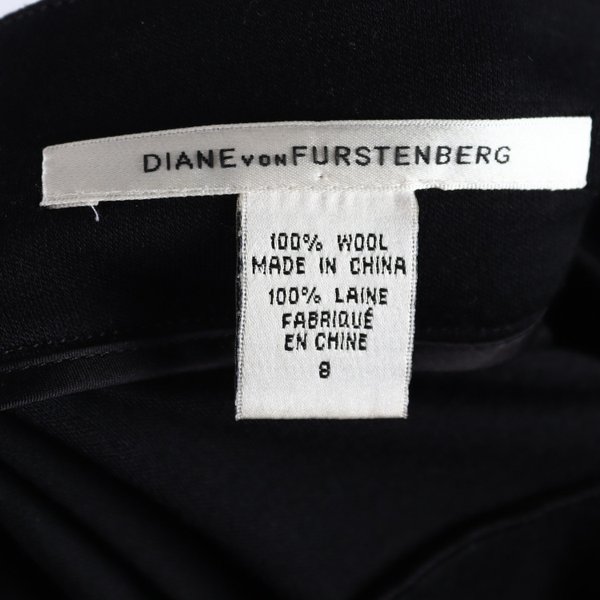 DIANE VON FURSTENBERG
100% WOOL
MADE IN CHINA
100% LAINE
FABRIQUÉ
EN CHINE
8